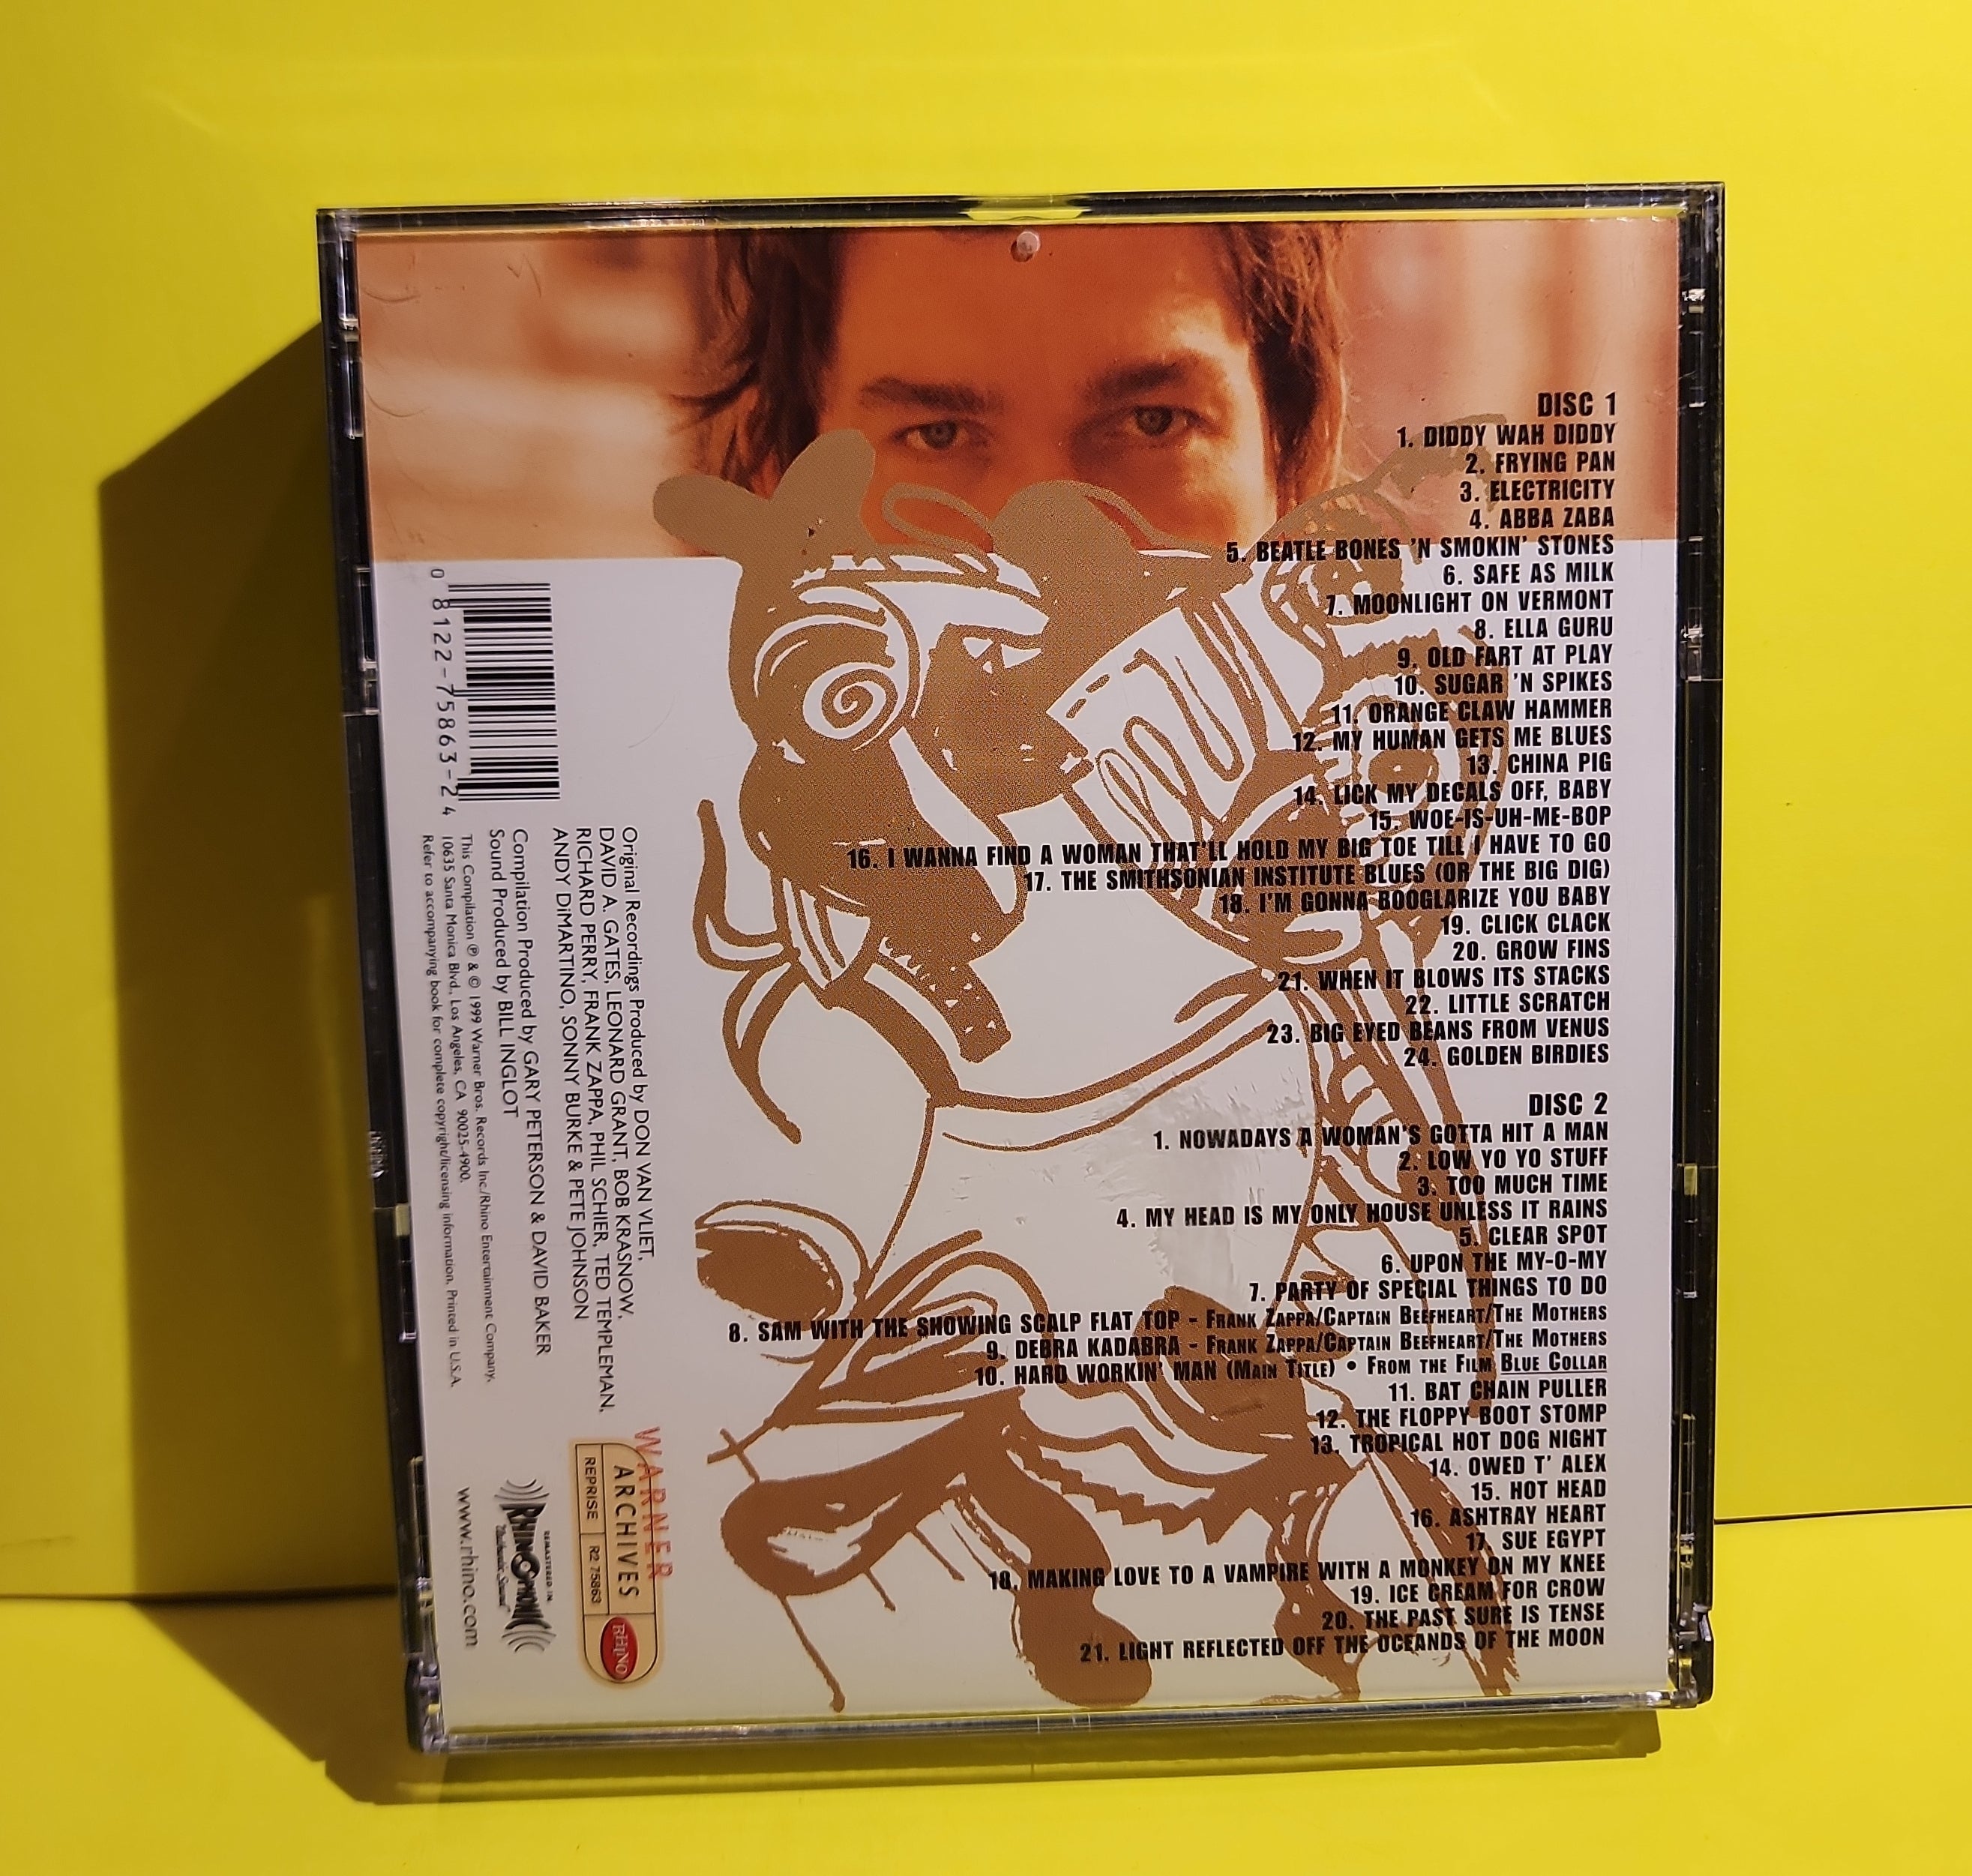 DISC 1
1. DIDDY WAH DIDDY
2. FRYING PAN
3. ELECTRICITY
4. ABBA ZABA
5. BEATLE BONES 'N SMOKIN' STONES
6. SAFE AS MILK
7. MOONLIGHT ON VERMONT
8. ELLA GURU
9. OLD FART AT PLAY
10. SUGAR 'N SPIKES
11. ORANGE CLAW HAMMER
12. MY HUMAN GETS ME BLUES
13. CHINA PIG
14. LICK MY DECALS OFF, BABY
15. WOE-IS-UH-ME-BOP
16. I WANNA FIND A WOMAN THAT'LL HOLD MY BIG TOE TILL I HAVE TO GO
17. THE SMITHSONIAN INSTITUTE BLUES (OR THE BIG DIG)
18. I'M GONNA BOOGLARIZE YOU BABY
19. CLICK CLACK
20. GROW FINS
21. WHEN IT BLOWS ITS STACKS
22. LITTLE SCRATCH
23. BIG EYED BEANS FROM VENUS
24. GOLDEN BIRDIES
DISC 2
1. NOWADAYS A WOMAN'S GOTTA HIT A MAN
2. LOW YO YO STUFF
3. TOO MUCH TIME
4. MY HEAD IS MY ONLY HOUSE UNLESS IT RAINS
5. CLEAR SPOT
6. UPON THE MY-O-MY
7. PARTY OF SPECIAL THINGS TO DO
8. SAM WITH THE SHOWING SCALP FLAT TOP - FRANK ZAPPA/CAPTAIN BEEFHEART/THE MOTHERS
9. DEBRA KADABRA - FRANK ZAPPA/CAPTAIN BEEFHEART/THE MOTHERS
10. HARD WORKIN' MAN (MAIN TITLE) • FROM THE FILM BLUE COLLAR
11. BAT CHAIN PULLER
12. THE FLOPPY BOOT STOMP
13. TROPICAL HOT DOG NIGHT
14. OWED T' ALEX
15. HOT HEAD
16. ASHTRAY HEART
17. SUE EGYPT
18. MAKING LOVE TO A VAMPIRE WITH A MONKEY ON MY KNEE
19. ICE CREAM FOR CROW
20. THE PAST SURE IS TENSE
21. LIGHT REFLECTED OFF THE OCEANDS OF THE MOON
0 81227-5863-2 4
Original Recordings Produced by DON VAN VLIET,
DAVID A. GATES, LEONARD GRANT, BOB KRASNOW,
RICHARD PERRY, FRANK ZAPPA, PHIL SCHIER, TED TEMPLEMAN,
ANDY DiMARTINO, SONNY BURKE & PETE JOHNSON
Compilation Produced by GARY PETERSON & DAVID BAKER
Sound Produced by BILL INGLOT
This Compilation ℗ & © 1999 Warner Bros. Records Inc./Rhino Entertainment Company,
10635 Santa Monica Blvd., Los Angeles, CA 90025-4900.
Refer to accompanying book for complete copyright/licensing information. Printed in U.S.A.
WARNER
ARCHIVES
REPRISE R2 75863
RHINO
REMASTERED IN
RHINOPHONIC
"Authentic Sound"
www.rhino.com